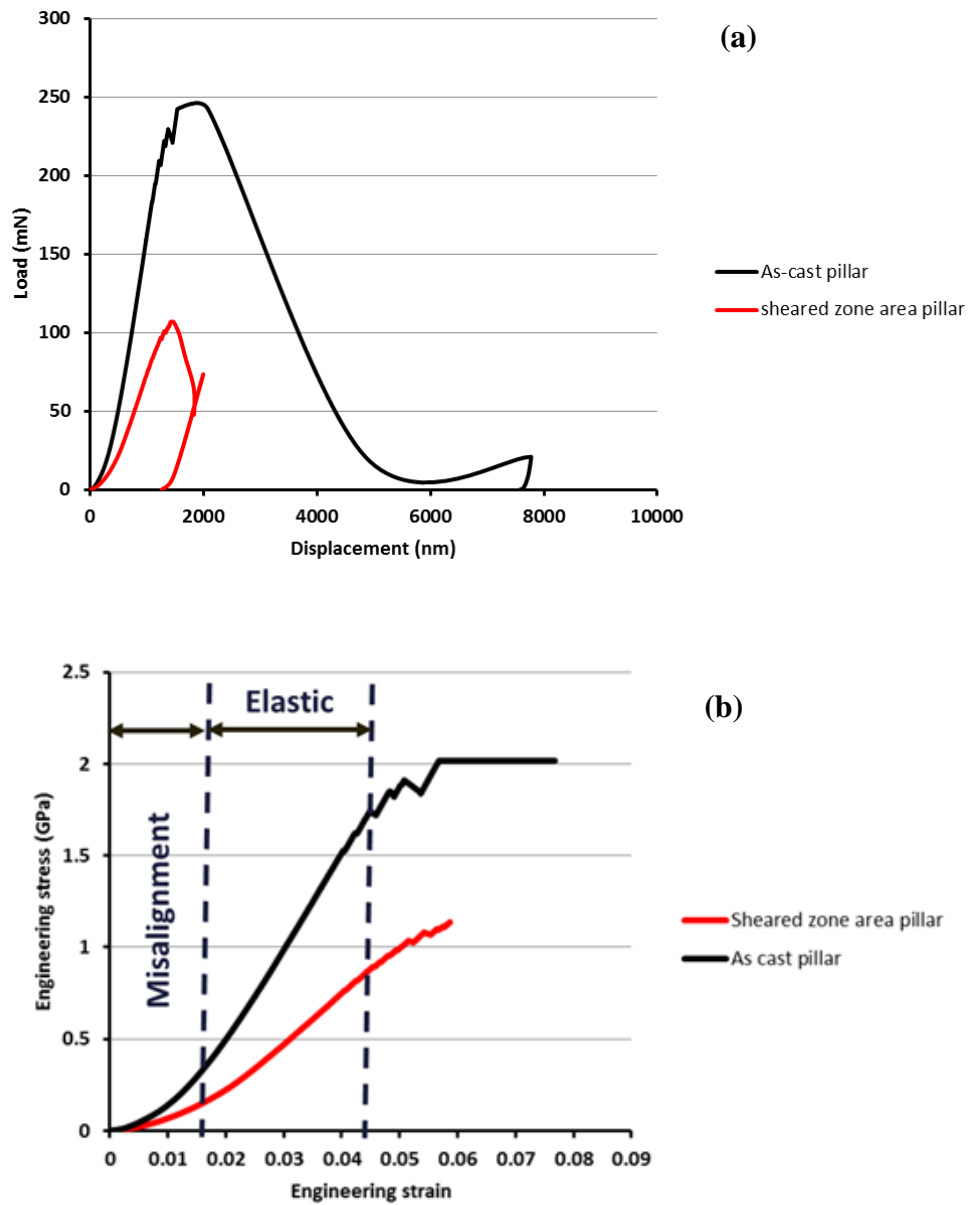 (a)
300
250
200
150
100
50
0
Load (mN)
0 2000 4000 6000 8000 10000
Displacement (nm)
As-cast pillar
sheared zone area pillar
(b)
2.5
2
1.5
1
0.5
0
Engineering stress (GPa)
Misalignment
Elastic
0 0.01 0.02 0.03 0.04 0.05 0.06 0.07 0.08 0.09
Engineering strain
Sheared zone area pillar
As cast pillar